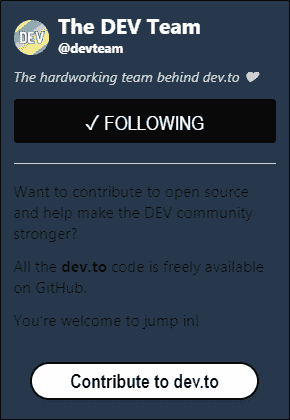 DEV
The DEV Team
@devteam
The hardworking team behind dev.to 🖤
✓ FOLLOWING
Want to contribute to open source
and help make the DEV community
stronger?
All the dev.to code is freely available
on GitHub.
You're welcome to jump in!
Contribute to dev.to